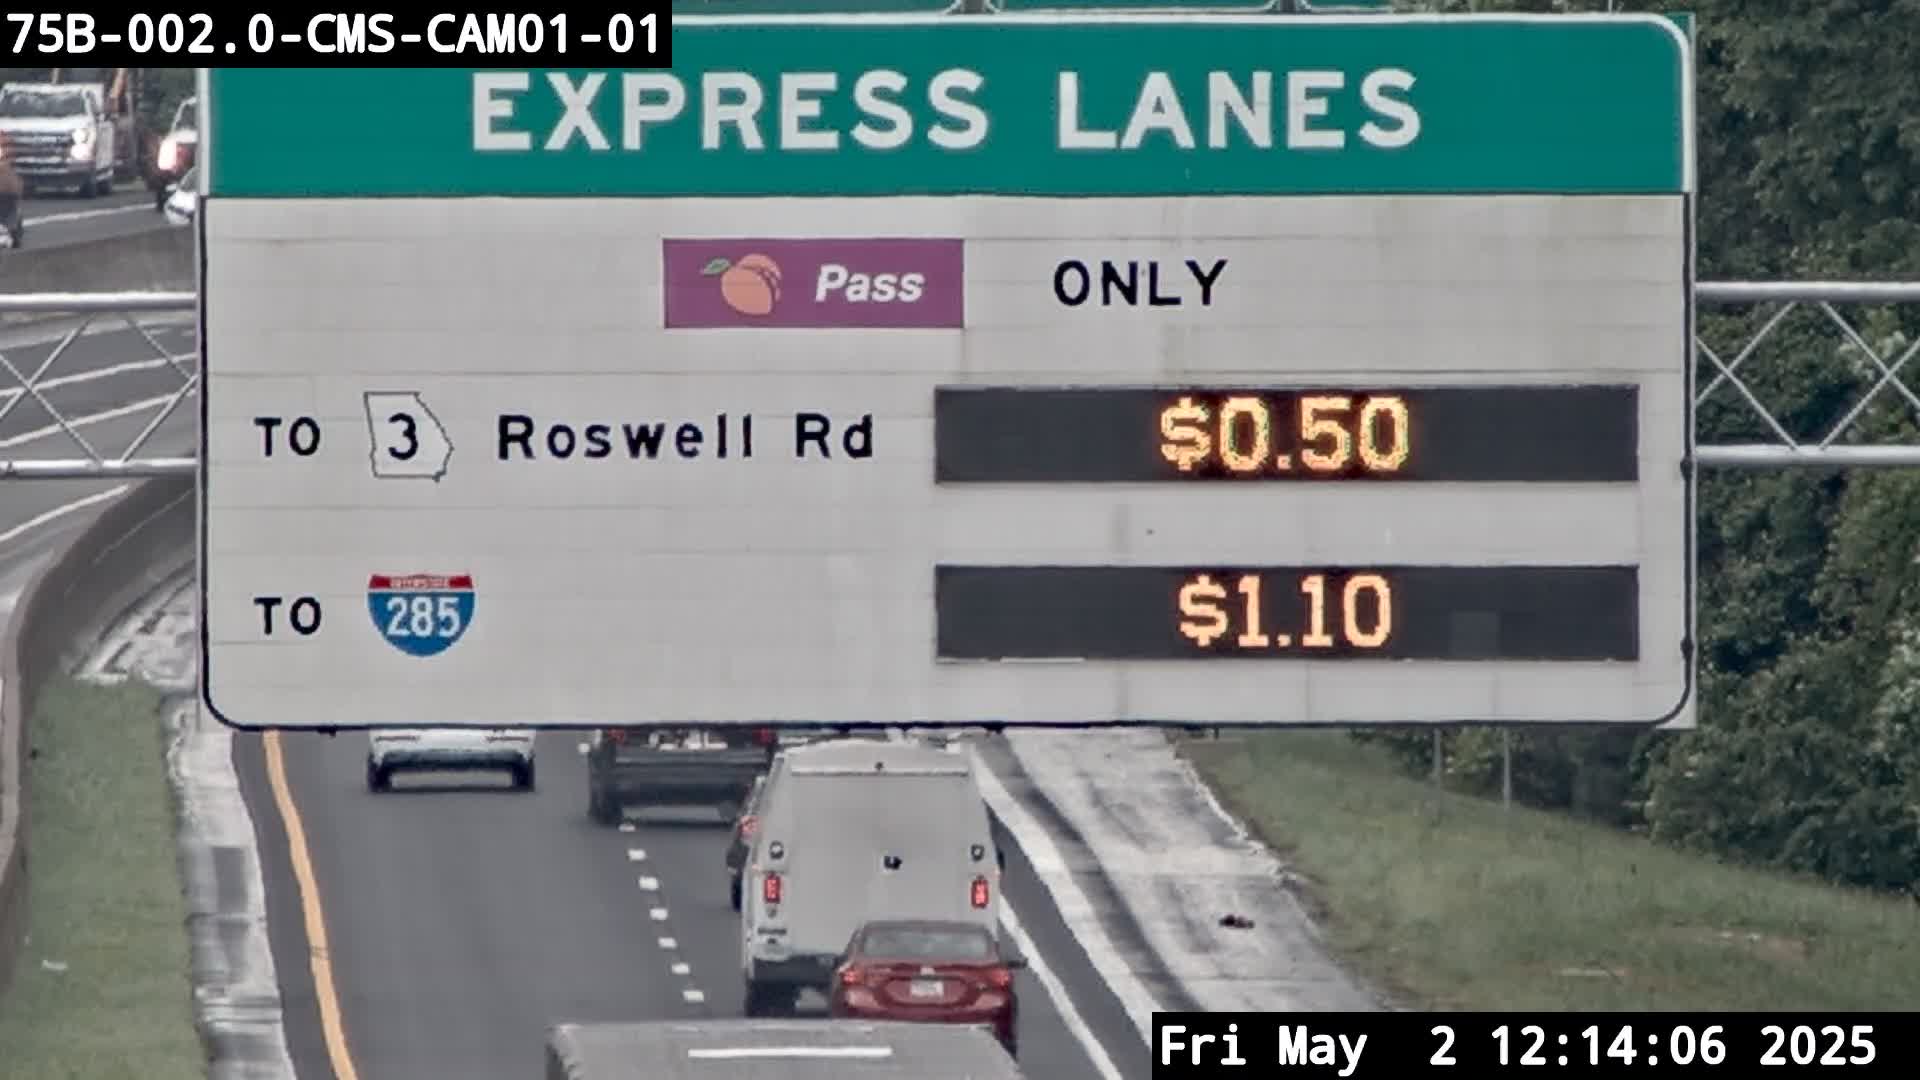 75B-002.0-CMS-CAM01-01
EXPRESS LANES
Pass ONLY
TO 3 Roswell Rd $0.50
INTERSTATE
TO 285 $1.10
Fri May 2 12:14:06 2025